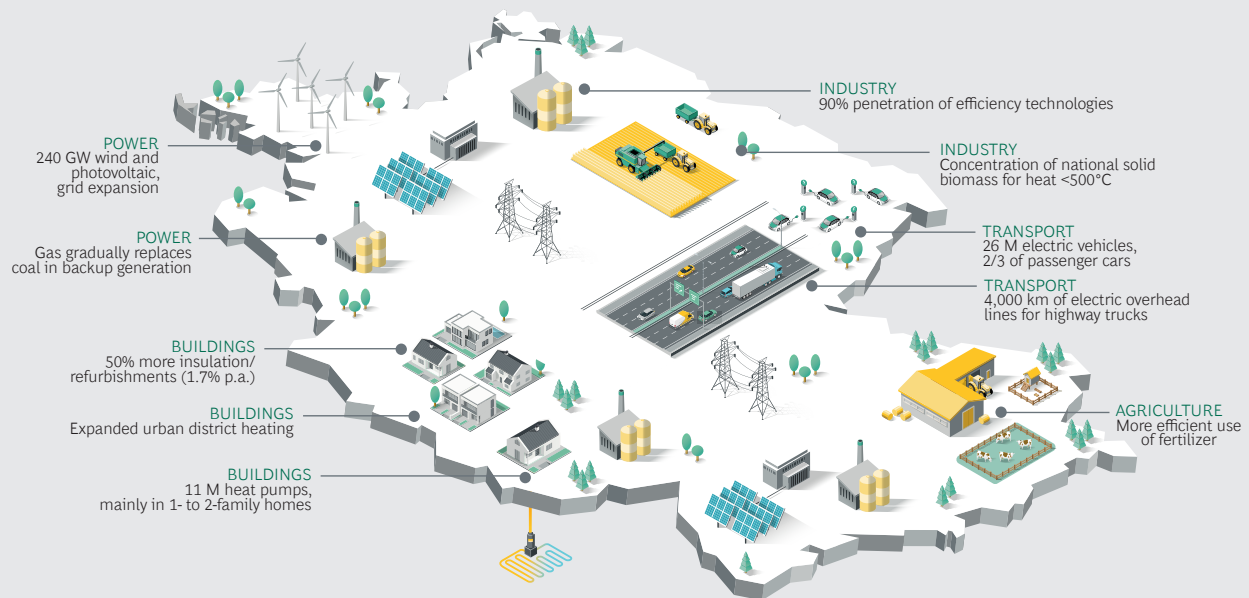 POWER
240 GW wind and
photovoltaic,
grid expansion
POWER
Gas gradually replaces
coal in backup generation
BUILDINGS
50% more insulation/
refurbishments (1.7% p.a.)
BUILDINGS
Expanded urban district heating
BUILDINGS
11 M heat pumps,
mainly in 1- to 2-family homes
INDUSTRY
90% penetration of efficiency technologies
INDUSTRY
Concentration of national solid
biomass for heat <500°C
TRANSPORT
26 M electric vehicles,
2/3 of passenger cars
TRANSPORT
4,000 km of electric overhead
lines for highway trucks
AGRICULTURE
More efficient use
of fertilizer